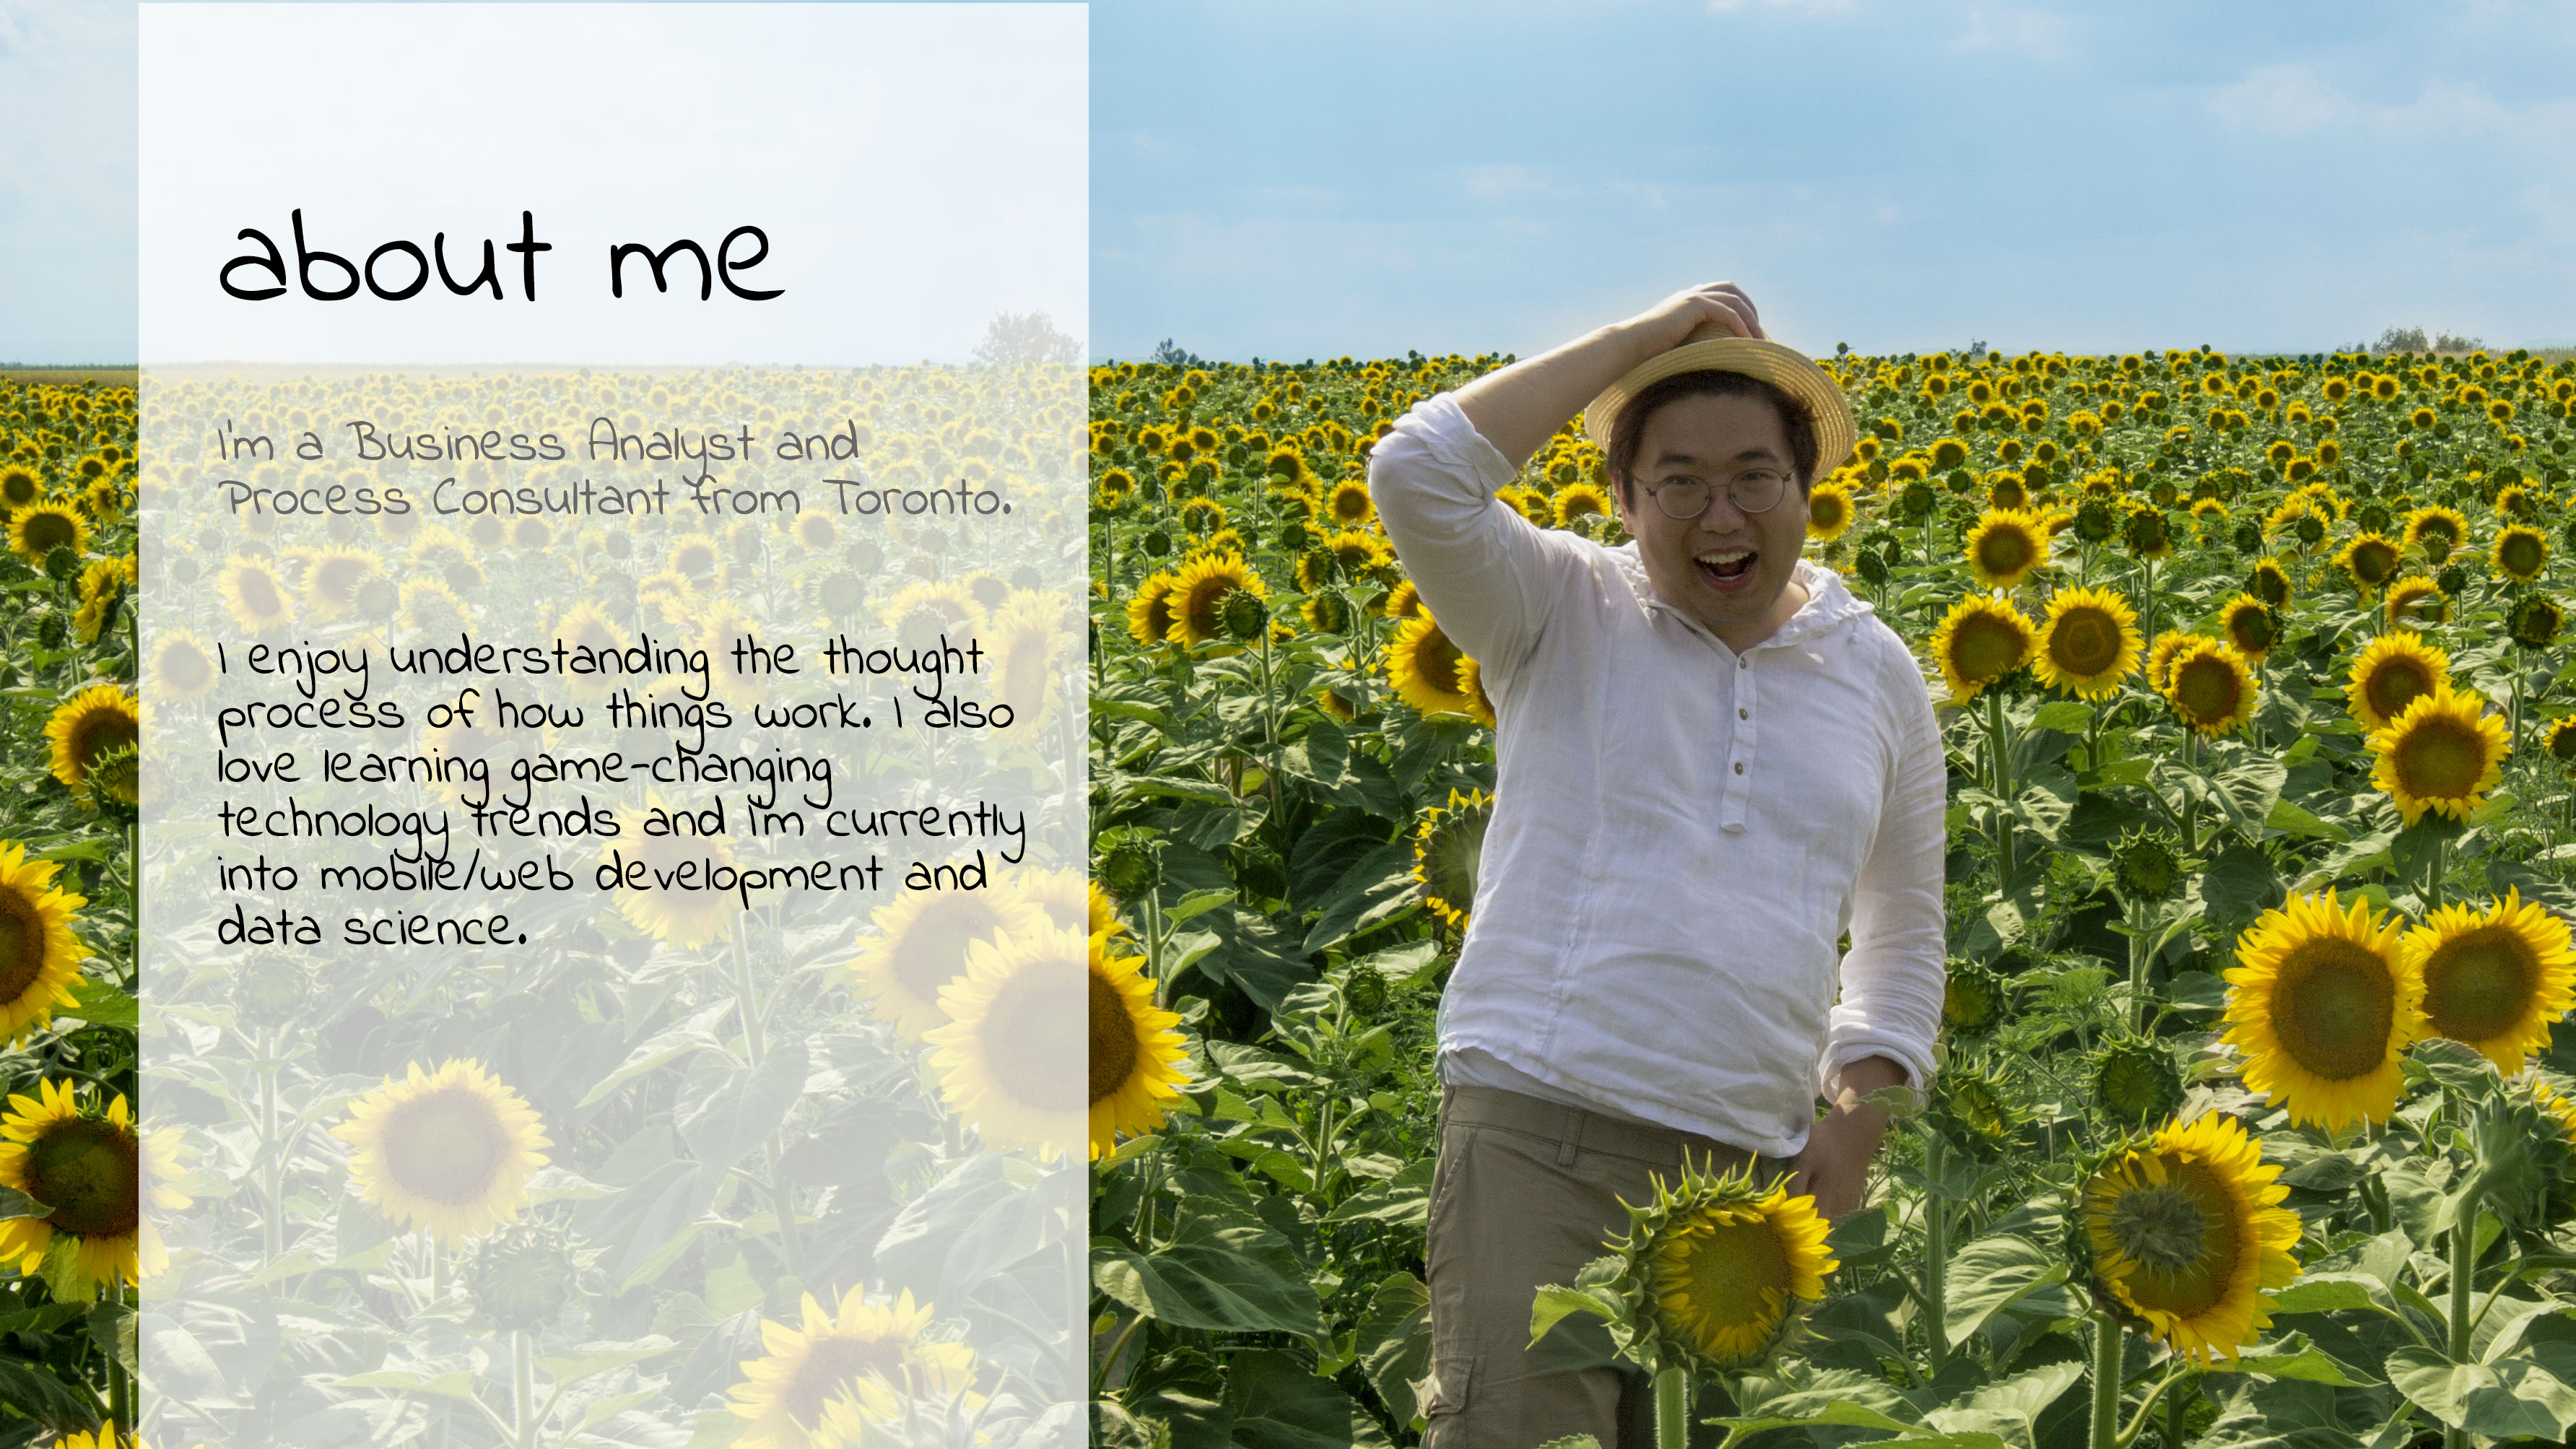 about me
I'm a Business Analyst and
Process Consultant from Toronto.
I enjoy understanding the thought
process of how things work. I also
love learning game-changing
technology trends and I'm currently
into mobile/web development and
data science.